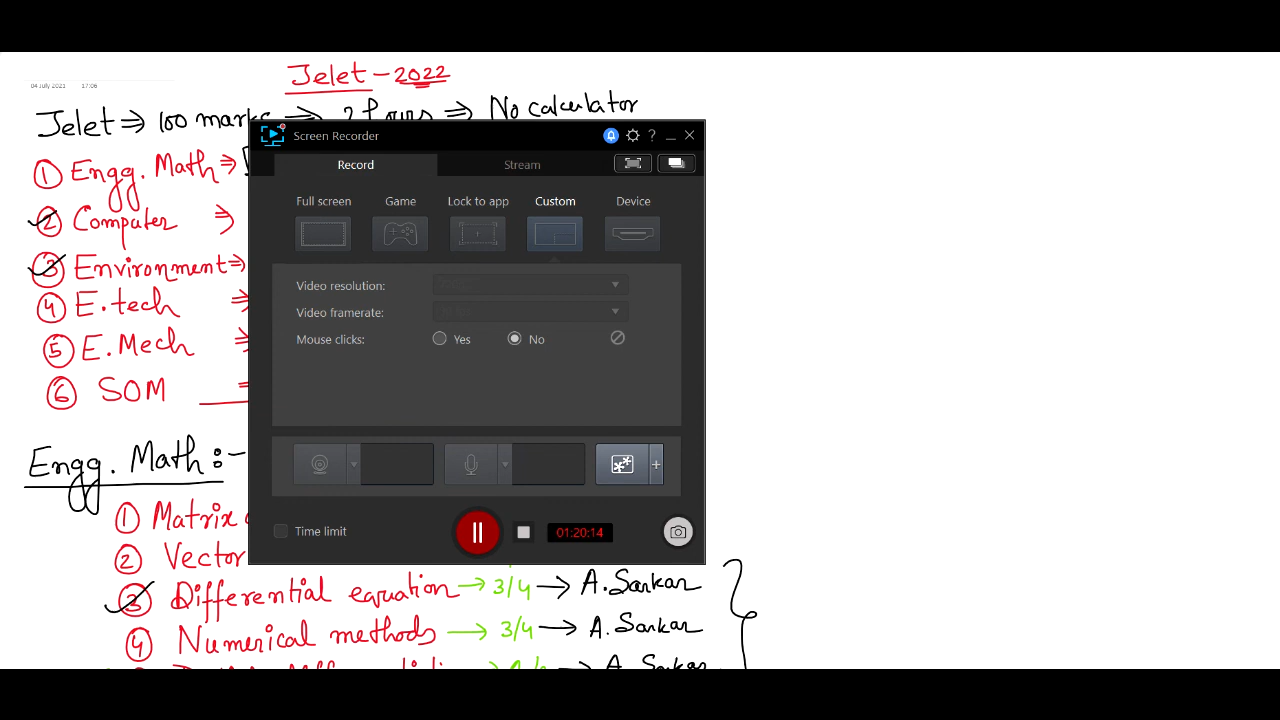 Jelet - 2022
04 July 2021 17:06
Jelet ⇒ 100 marks ⇒ ⇒ No calculator
① Engg. Math ⇒
② Computer ⇒
③ Environment ⇒
④ E.tech ⇒
⑤ E.Mech ⇒
⑥ SOM
Screen Recorder
Record Stream
Full screen Game Lock to app Custom Device
Video resolution:
Video framerate:
Mouse clicks: Yes No
Time limit 01:20:14
Engg. Math :-
① Matrix
② Vector
③ Differential equation → 3/4 → A.Sarkar
④ Numerical methods → 3/4 → A.Sarkar
A. Sarkar